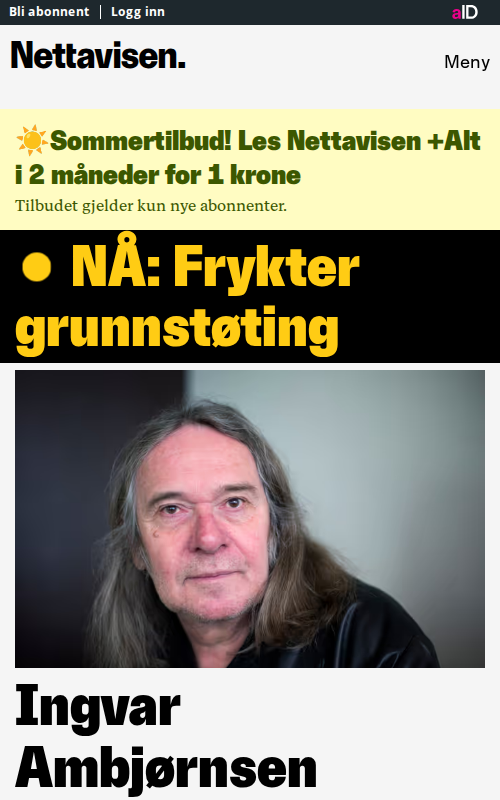 Bli abonnent Logg inn
aID
Nettavisen.
Meny
☀️Sommertilbud! Les Nettavisen +Alt
i 2 måneder for 1 krone
Tilbudet gjelder kun nye abonnenter.
NÅ: Frykter
grunnstøting
Ingvar
Ambjørnsen